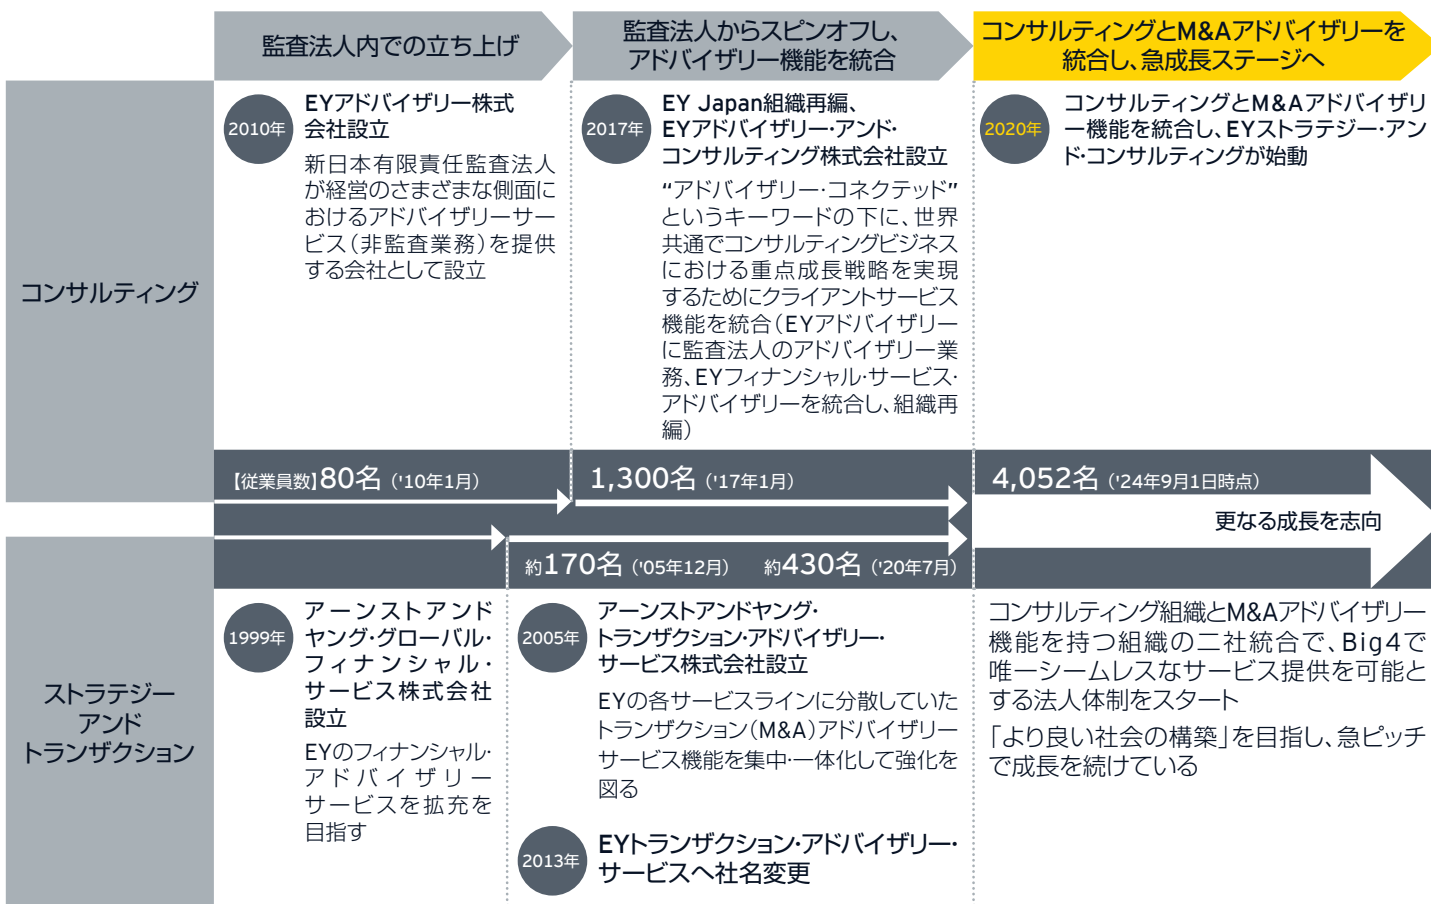 監査法人内での立ち上げ
監査法人からスピンオフし、
アドバイザリー機能を統合
コンサルティングとM&Aアドバイザリーを
統合し、急成長ステージへ
コンサルティング
2010年
EYアドバイザリー株式
会社設立
新日本有限責任監査法人
が経営のさまざまな側面に
おけるアドバイザリーサー
ビス（非監査業務）を提供
する会社として設立
2017年
EY Japan組織再編、
EYアドバイザリー・アンド・
コンサルティング株式会社設立
“アドバイザリー・コネクテッド”
というキーワードの下に、世界
共通でコンサルティングビジネス
における重点成長戦略を実現
するためにクライアントサービス
機能を統合（EYアドバイザリー
に監査法人のアドバイザリー業
務、EYフィナンシャル・サービス・
アドバイザリーを統合し、組織再
編）
2020年
コンサルティングとM&Aアドバイザリ
ー機能を統合し、EYストラテジー・アン
ド・コンサルティングが始動
【従業員数】80名（'10年1月）
1,300名（'17年1月）
4,052名（'24年9月1日時点）
更なる成長を志向
約170名（'05年12月）
約430名（'20年7月）
ストラテジー
アンド
トランザクション
1999年
アーンストアンド
ヤング・グローバル・
フィナンシャル・
サービス株式会社
設立
EYのフィナンシャル・
アドバイザリー
サービスを拡充を
目指す
2005年
アーンストアンドヤング・
トランザクション・アドバイザリー・
サービス株式会社設立
EYの各サービスラインに分散していた
トランザクション（M&A）アドバイザリー
サービス機能を集中・一体化して強化を
図る
2013年
EYトランザクション・アドバイザリー・
サービスへ社名変更
コンサルティング組織とM&Aアドバイザリー
機能を持つ組織の二社統合で、Big4で
唯一シームレスなサービス提供を可能と
する法人体制をスタート
「より良い社会の構築」を目指し、急ピッチ
で成長を続けている